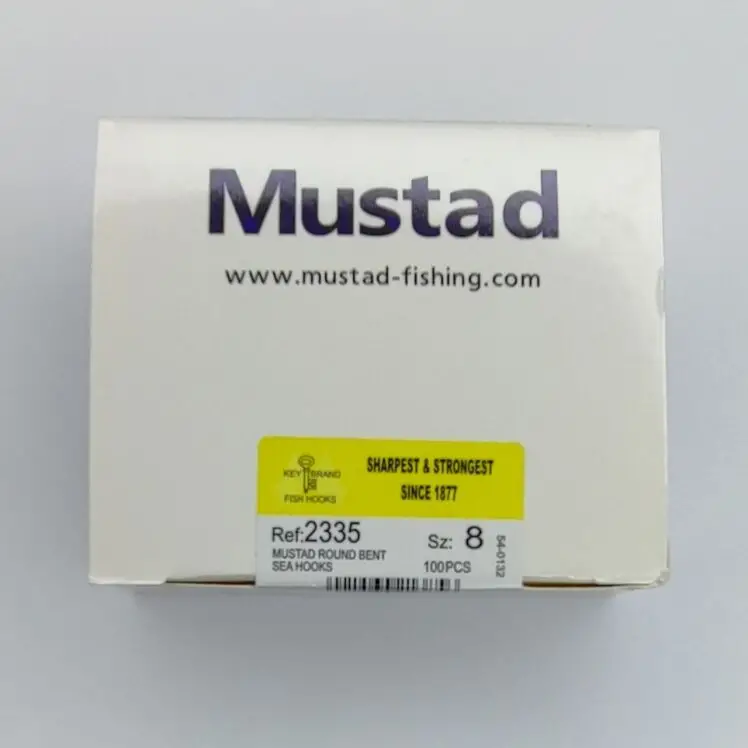 Mustad
www.mustad-fishing.com
KEY BRAND
FISH HOOKS
SHARPEST & STRONGEST
SINCE 1877
Ref:2335
MUSTAD ROUND BENT
SEA HOOKS
Sz: 8
100PCS
54-0132